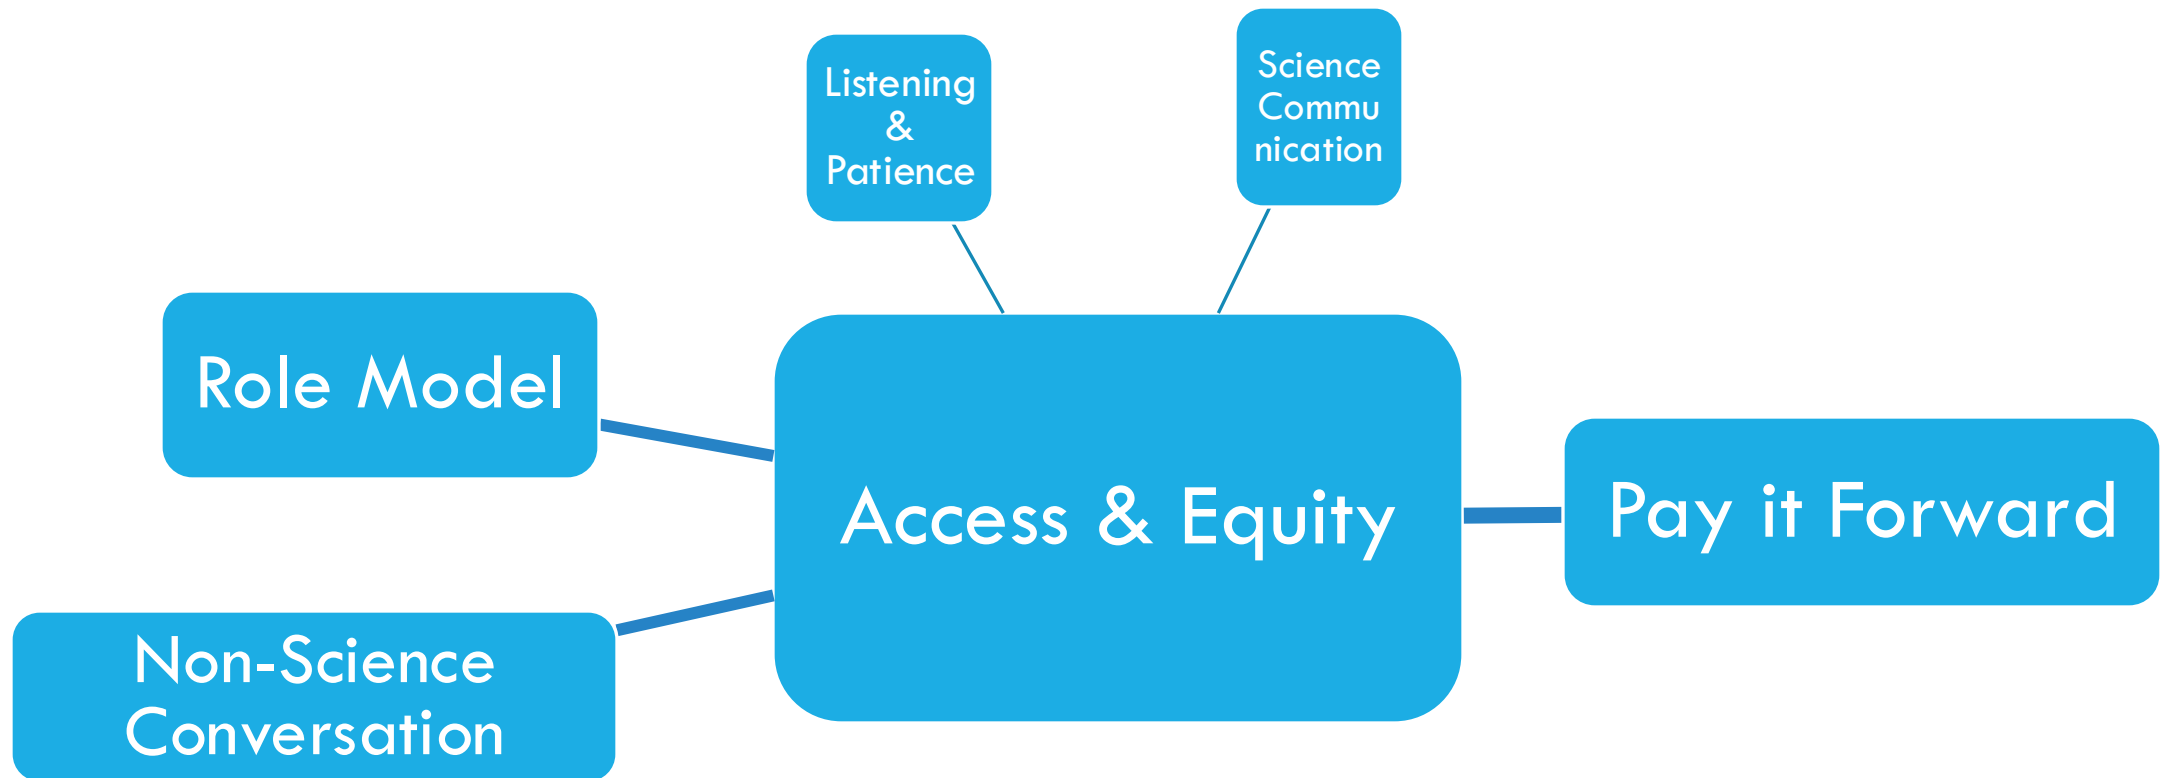 Listening
&
Patience
Science
Commu
nication
Role Model
Access & Equity
Pay it Forward
Non-Science
Conversation